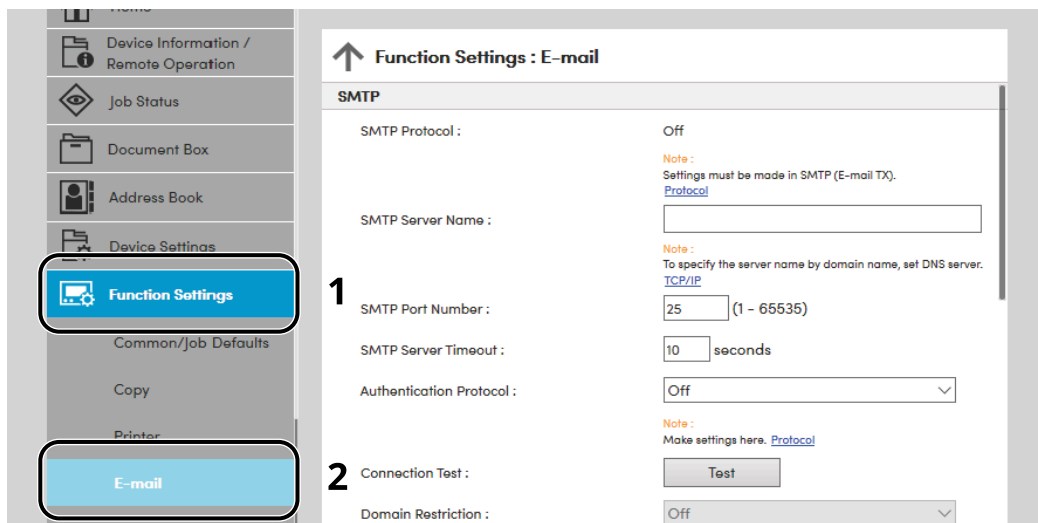 Home
Device Information /
Remote Operation
Job Status
Document Box
Address Book
Device Settings
Function Settings
1
Common/Job Defaults
Copy
Printer
E-mail
2
Function Settings : E-mail
SMTP
SMTP Protocol :
Off
Note :
Settings must be made in SMTP (E-mail TX).
Protocol
SMTP Server Name :
Note :
To specify the server name by domain name, set DNS server.
TCP/IP
SMTP Port Number :
25 (1 - 65535)
SMTP Server Timeout :
10 seconds
Authentication Protocol :
Off
Note :
Make settings here. Protocol
Connection Test :
Test
Domain Restriction :
Off